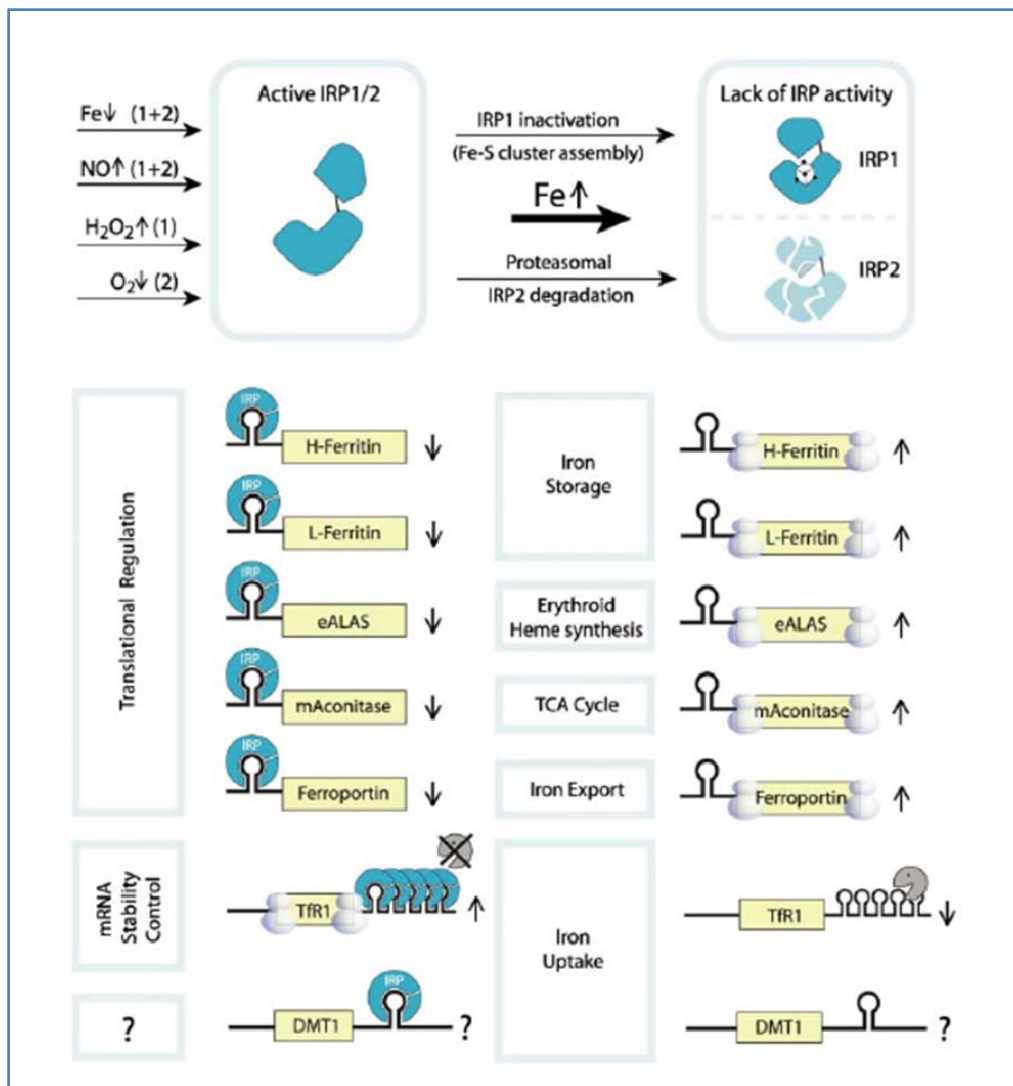 Active IRP1/2
Lack of IRP activity
Fe↓ (1+2)
NO↑ (1+2)
H₂O₂↑ (1)
O₂↓ (2)
IRP1 inactivation
(Fe-S cluster assembly)
Fe↑
Proteasomal
IRP2 degradation
IRP1
IRP2
Translational Regulation
IRP
H-Ferritin ↓
IRP
L-Ferritin ↓
IRP
eALAS ↓
IRP
mAconitase ↓
IRP
Ferroportin ↓
Iron
Storage
Erythroid
Heme synthesis
TCA Cycle
Iron Export
H-Ferritin ↑
L-Ferritin ↑
eALAS ↑
mAconitase ↑
Ferroportin ↑
mRNA
Stability
Control
TfR1 ↑
Iron
Uptake
TfR1 ↓
?
IRP
DMT1 ?
DMT1 ?